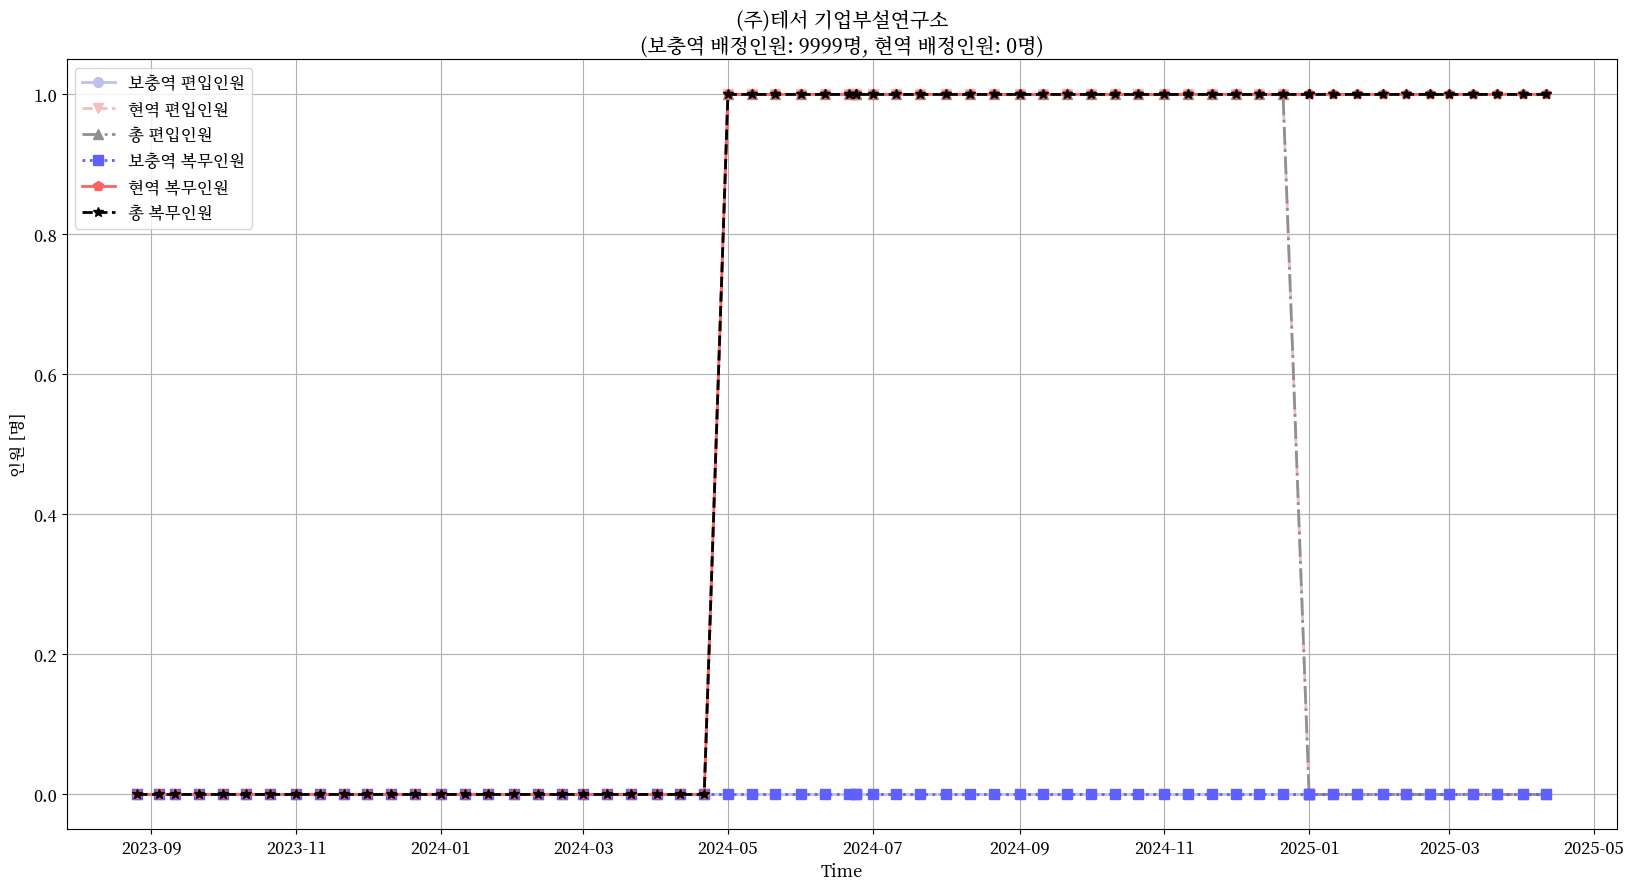 (주)테서 기업부설연구소
(보충역 배정인원: 9999명, 현역 배정인원: 0명)
보충역 편입인원
현역 편입인원
총 편입인원
보충역 복무인원
현역 복무인원
총 복무인원
1.0
0.8
0.6
0.4
0.2
0.0
인원 [명]
2023-09
2023-11
2024-01
2024-03
2024-05
2024-07
2024-09
2024-11
2025-01
2025-03
2025-05
Time